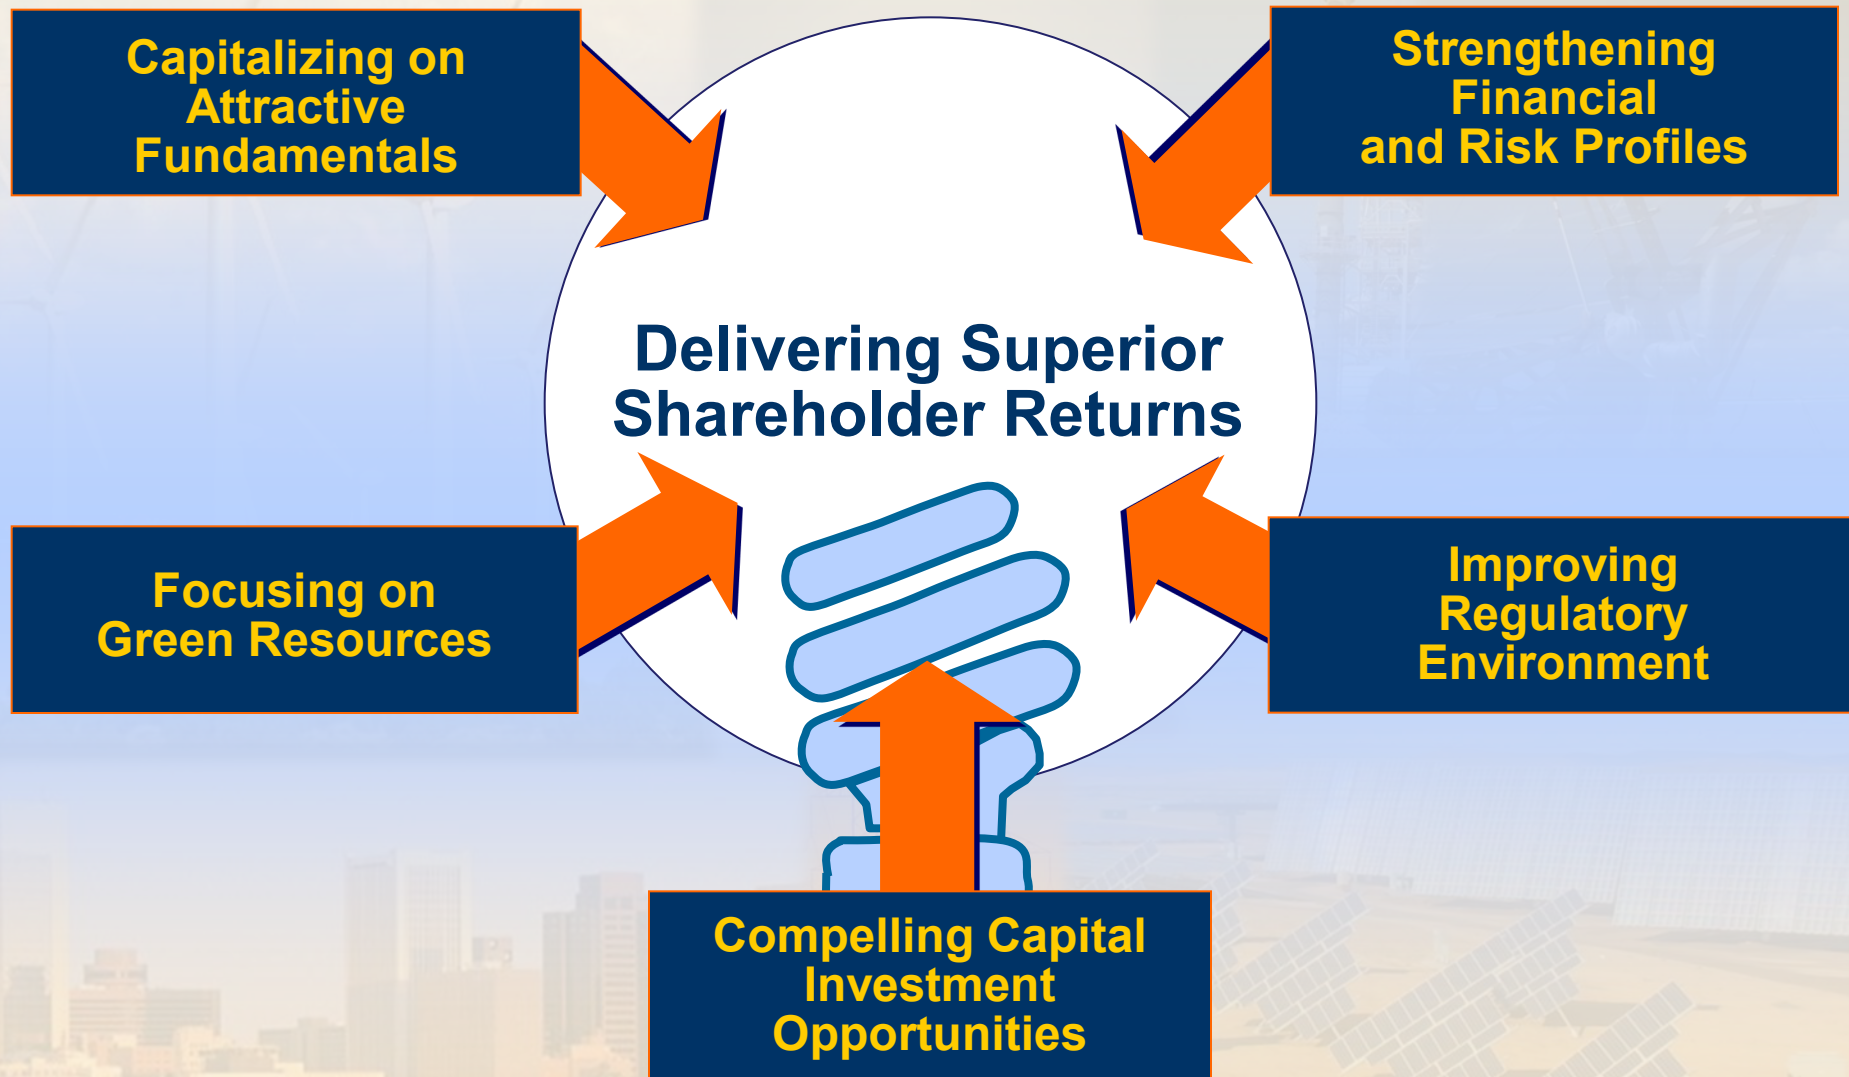 Capitalizing on
Attractive
Fundamentals
Strengthening
Financial
and Risk Profiles
Delivering Superior
Shareholder Returns
Focusing on
Green Resources
Improving
Regulatory
Environment
Compelling Capital
Investment
Opportunities